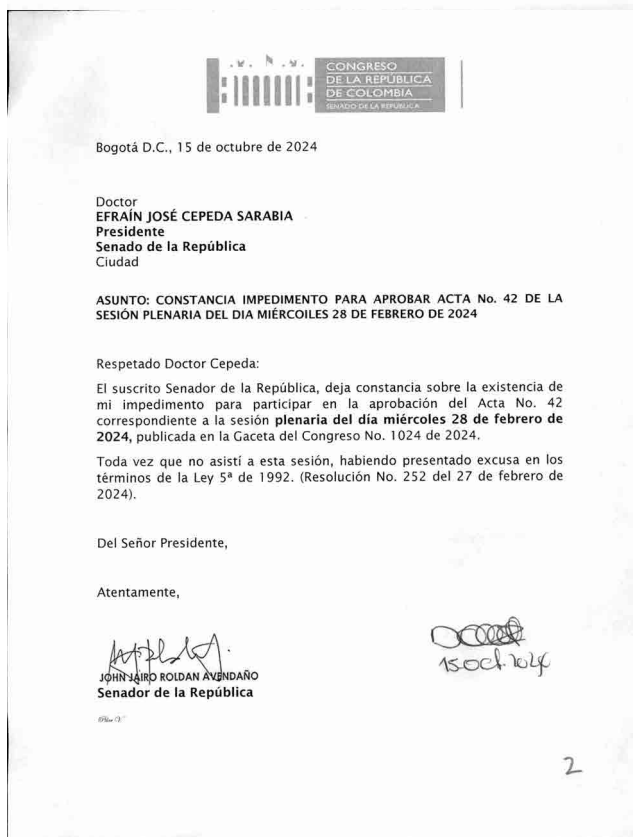 CONGRESO
DE LA REPÚBLICA
DE COLOMBIA
SENADO DE LA REPÚBLICA
Bogotá D.C., 15 de octubre de 2024
Doctor
EFRAÍN JOSÉ CEPEDA SARABIA
Presidente
Senado de la República
Ciudad
ASUNTO: CONSTANCIA IMPEDIMENTO PARA APROBAR ACTA No. 42 DE LA
SESIÓN PLENARIA DEL DIA MIÉRCOILES 28 DE FEBRERO DE 2024
Respetado Doctor Cepeda:
El suscrito Senador de la República, deja constancia sobre la existencia de
mi impedimento para participar en la aprobación del Acta No. 42
correspondiente a la sesión plenaria del día miércoles 28 de febrero de
2024, publicada en la Gaceta del Congreso No. 1024 de 2024.
Toda vez que no asistí a esta sesión, habiendo presentado excusa en los
términos de la Ley 5ª de 1992. (Resolución No. 252 del 27 de febrero de
2024).
Del Señor Presidente,
Atentamente,
JOHN JAIRO ROLDAN AVENDAÑO
Senador de la República
15 Oct. 2024
2